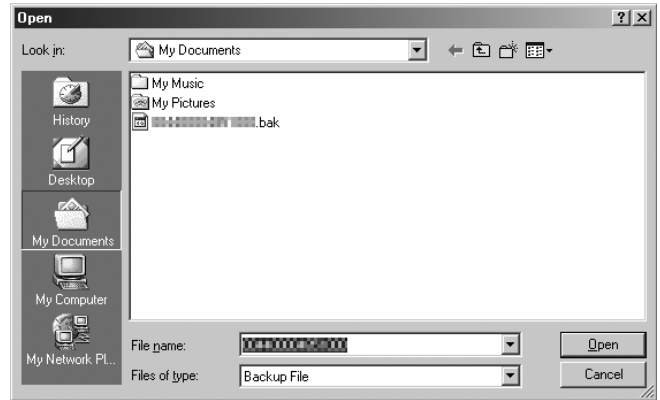 Open
Look in:
My Documents
My Music
My Pictures
.bak
History
Desktop
My Documents
My Computer
My Network Pl...
File name:
Open
Files of type:
Backup File
Cancel